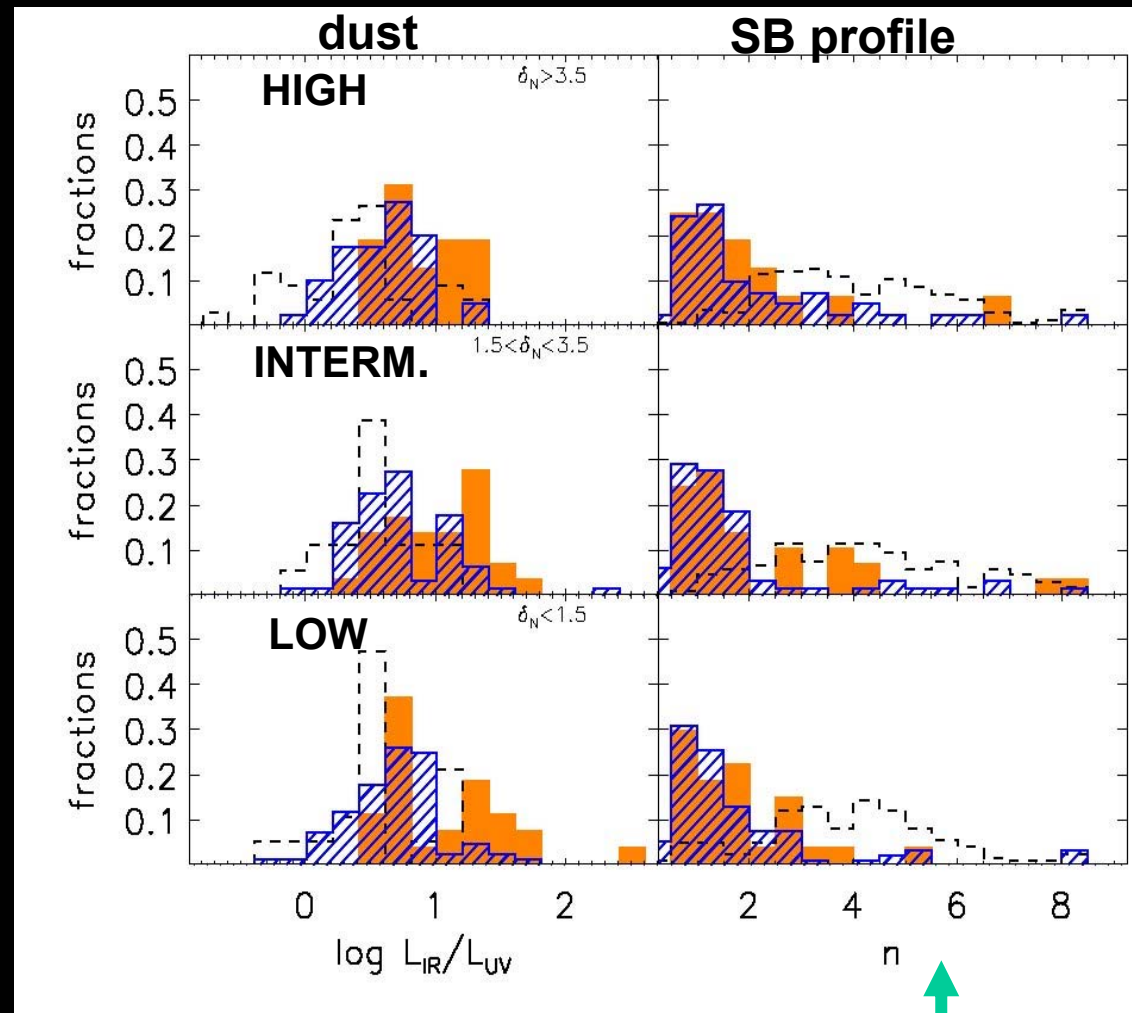 dust SB profile
HIGH δN>3.5
0.5
0.4
0.3
0.2
0.1
fractions
INTERM. 1.5<δN<3.5
0.5
0.4
0.3
0.2
0.1
fractions
LOW δN<1.5
0.5
0.4
0.3
0.2
0.1
fractions
0 1 2 2 4 6 8
log LIR/LUV n